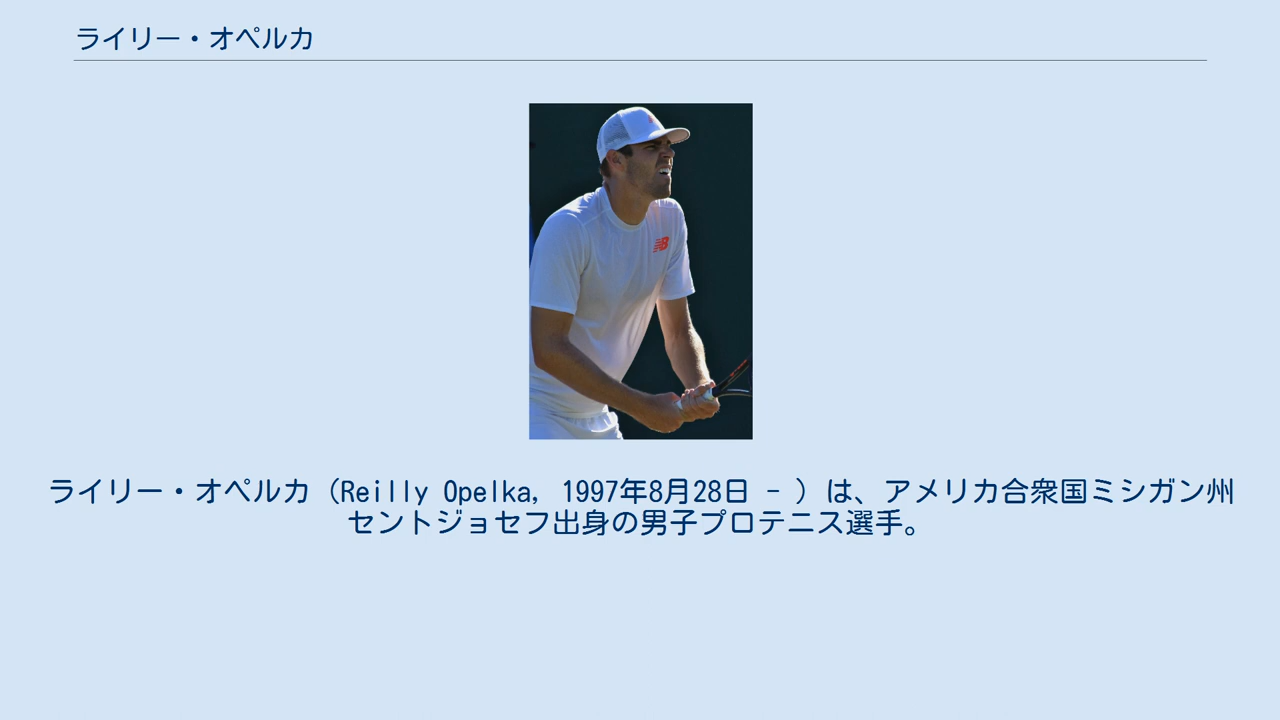 ライリー・オペルカ
NB
ライリー・オペルカ（Reilly Opelka, 1997年8月28日 - ）は、アメリカ合衆国ミシガン州
セントジョセフ出身の男子プロテニス選手。